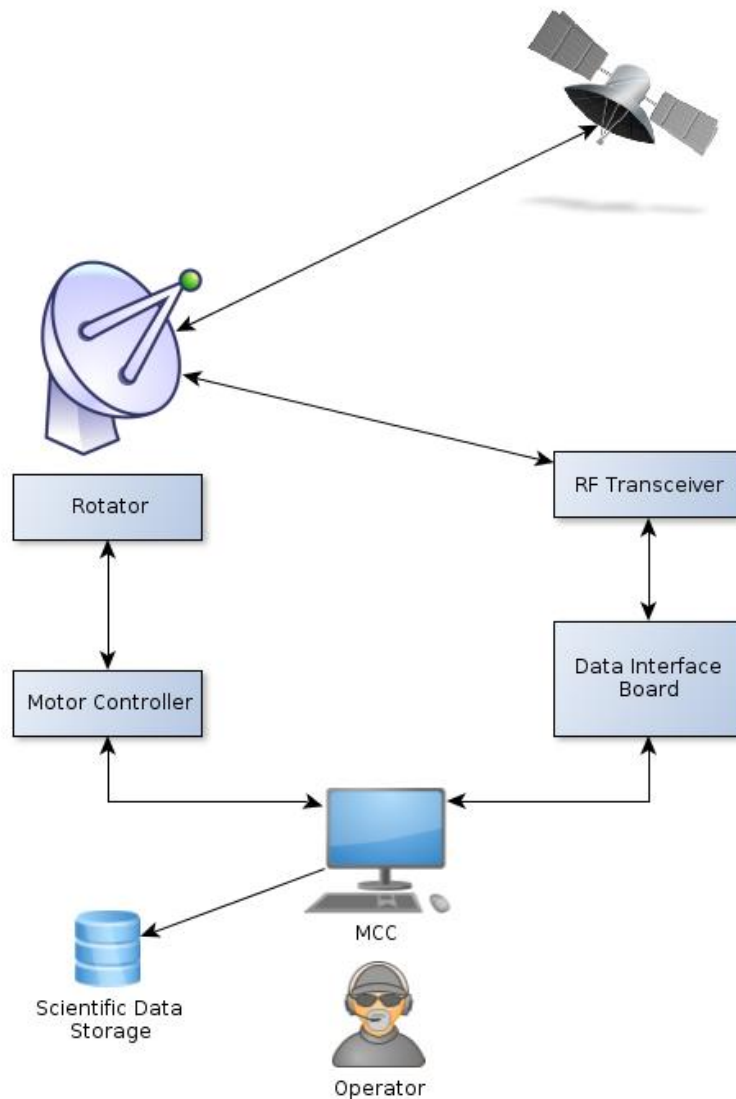 Rotator
RF Transceiver
Motor Controller
Data Interface
Board
MCC
Scientific Data
Storage
Operator